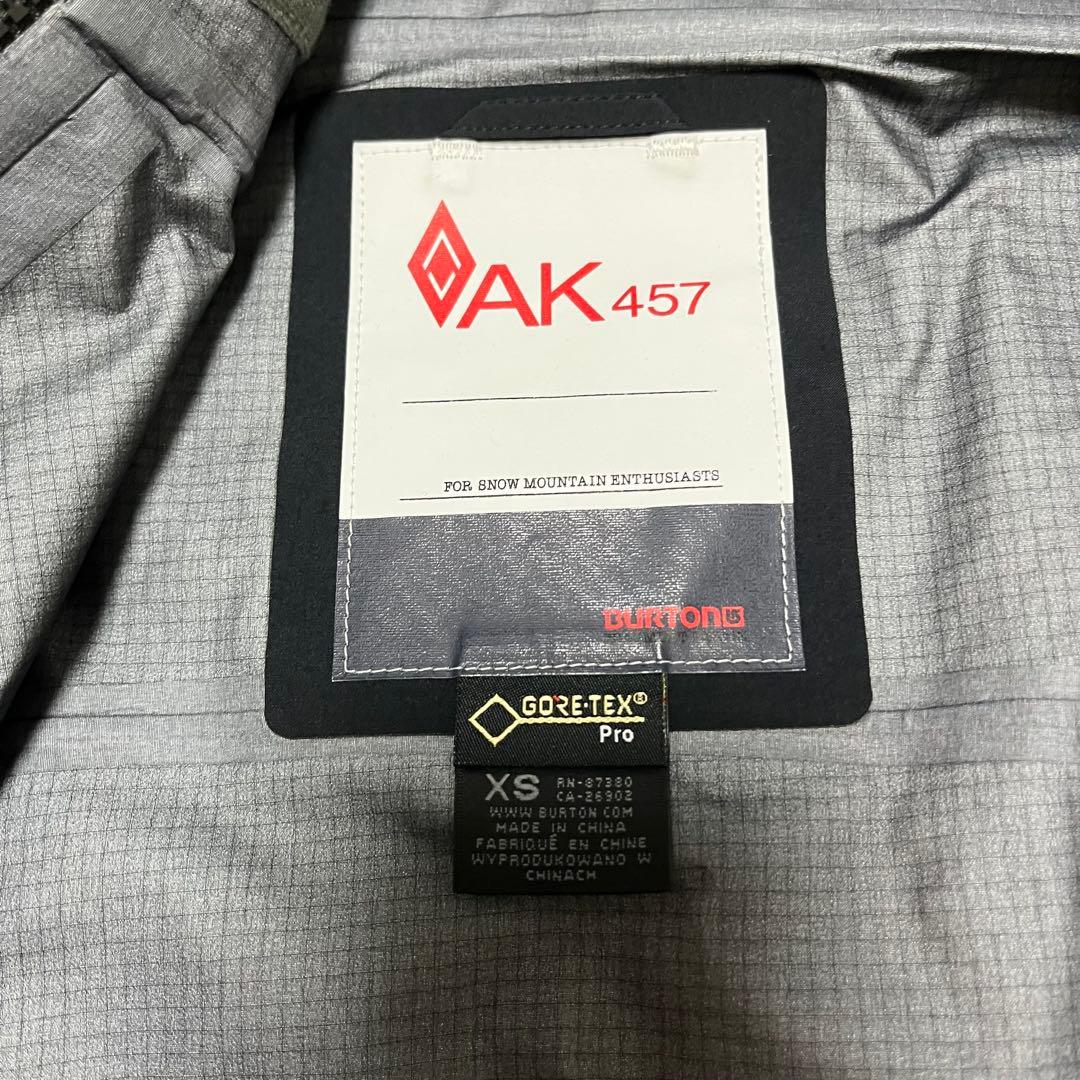 AK 457
FOR SNOW MOUNTAIN ENTHUSIASTS
BURTON
GORE-TEX®
Pro
XS RN-87380
CA-26902
WWW BURTON COM
MADE IN CHINA
FABRIQUÉ EN CHINE
WYPRODUKOWANO W
CHINACH